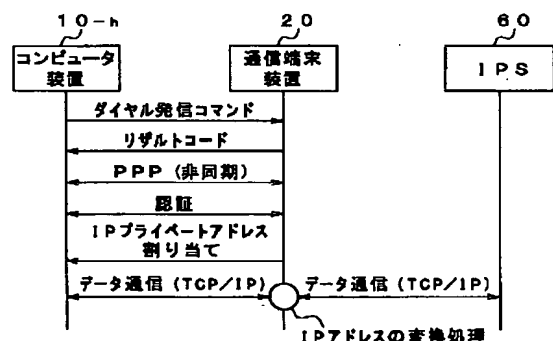 10-h
20
60
コンピュータ
装置
通信端末
装置
IPS
ダイヤル発信コマンド
リザルトコード
PPP (非同期)
認証
IPプライベートアドレス
割り当て
データ通信 (TCP/IP)
データ通信 (TCP/IP)
IPアドレスの変換処理